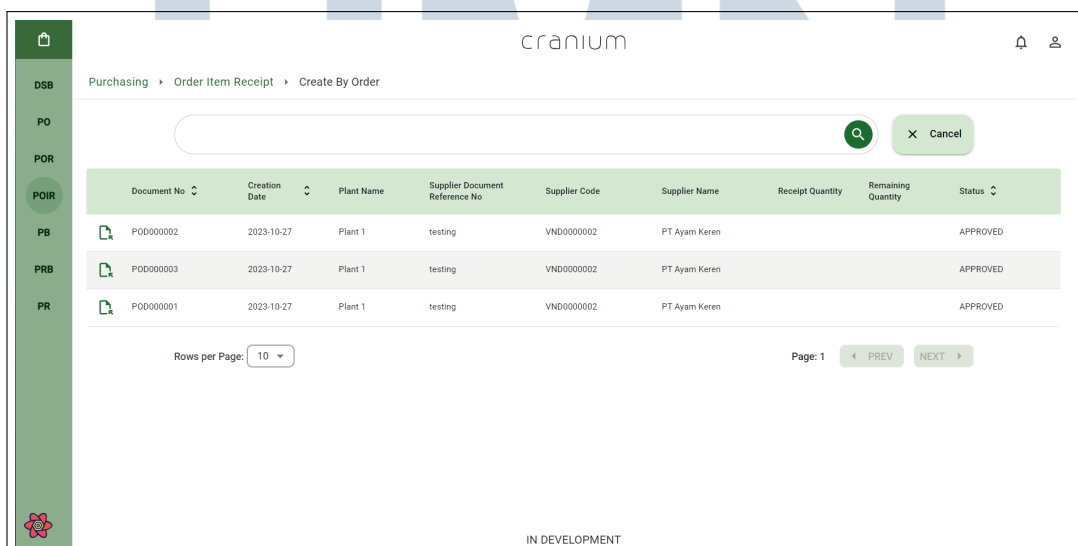 cranium
DSB
PO
POR
POIR
PB
PRB
PR
Purchasing Order Item Receipt Create By Order
Cancel
Document No Creation Date Plant Name Supplier Document Reference No Supplier Code Supplier Name Receipt Quantity Remaining Quantity Status
POD000002 2023-10-27 Plant 1 testing VND0000002 PT Ayam Keren APPROVED
POD000003 2023-10-27 Plant 1 testing VND0000002 PT Ayam Keren APPROVED
POD000001 2023-10-27 Plant 1 testing VND0000002 PT Ayam Keren APPROVED
Rows per Page: 10 Page: 1 PREV NEXT
IN DEVELOPMENT